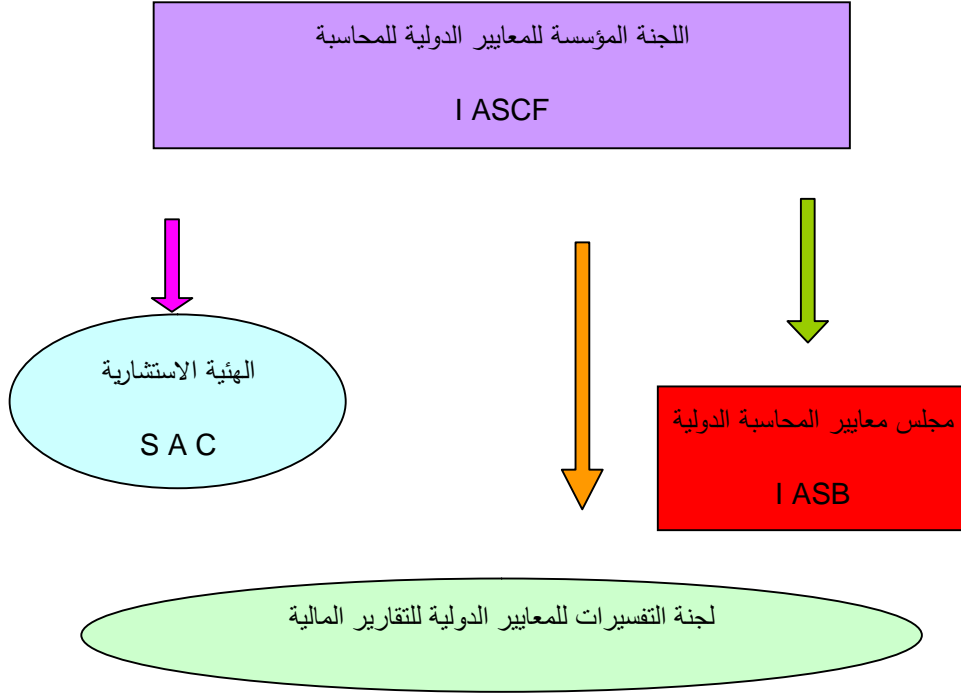 اللجنة المؤسسة للمعايير الدولية للمحاسبة
I ASCF
مجلس معايير المحاسبة الدولية
I ASB
الهئية الاستشارية
S A C
لجنة التفسيرات للمعايير الدولية للتقارير المالية